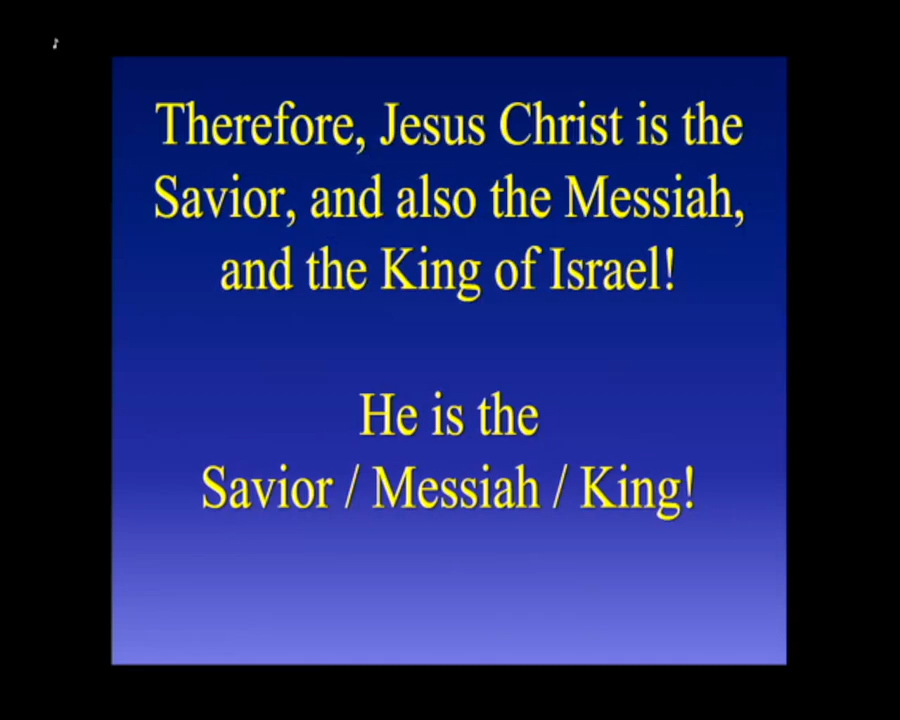 Therefore, Jesus Christ is the
Savior, and also the Messiah,
and the King of Israel!
He is the
Savior / Messiah / King!